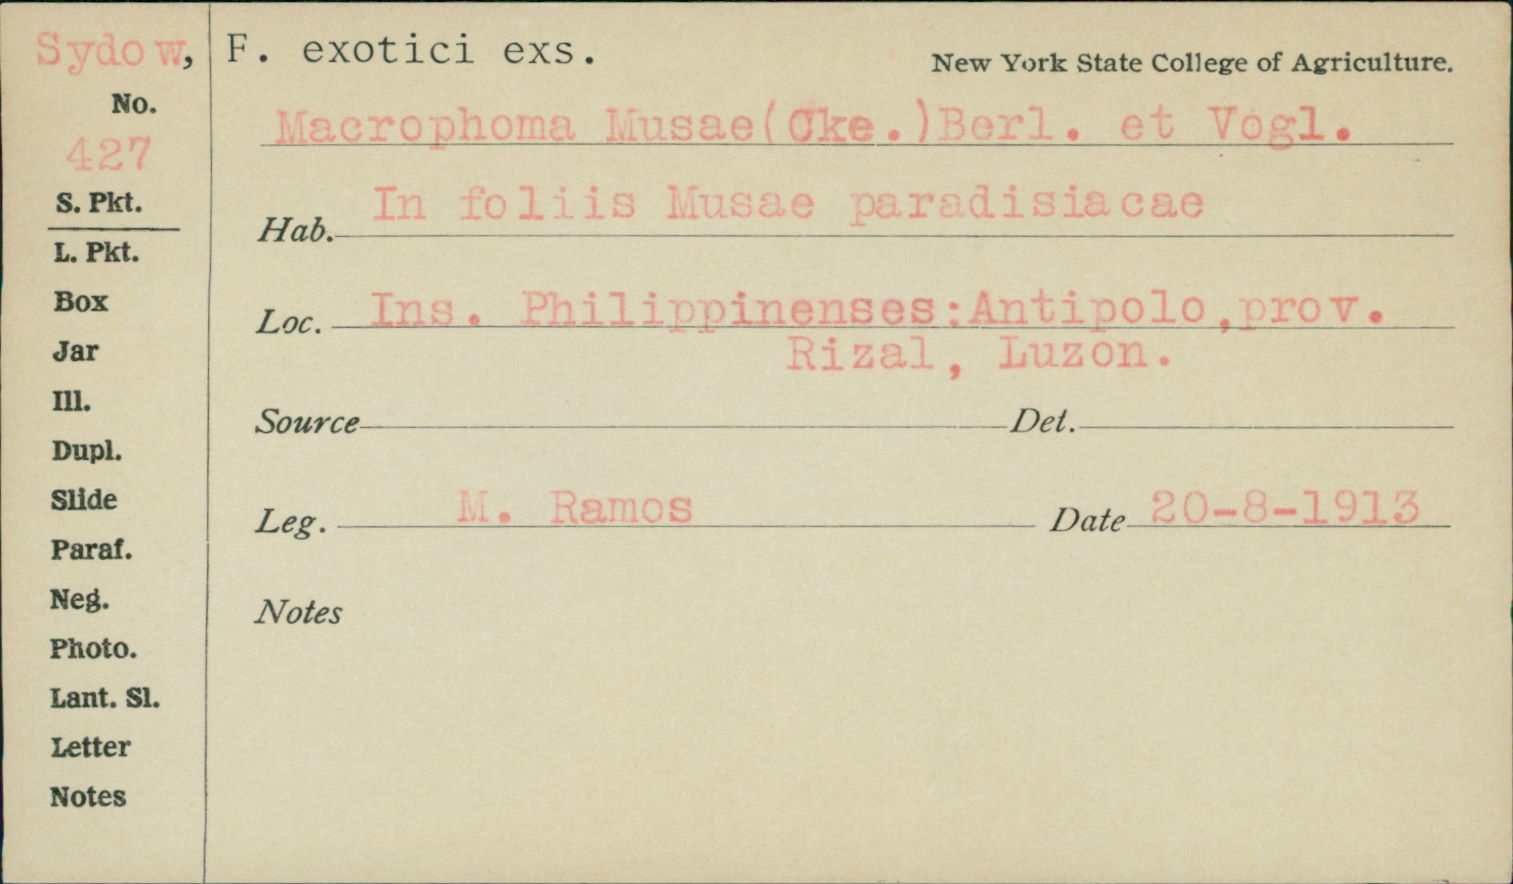 Sydow, F. exotici exs.
New York State College of Agriculture.
No.
427
Macrophoma Musae(Cke.)Berl. et Vogl.
S. Pkt.
L. Pkt.
Box
Jar
Ill.
Dupl.
Slide
Paraf.
Neg.
Photo.
Lant. Sl.
Letter
Notes
Hab. In foliis Musae paradisiacae
Loc. Ins. Philippinenses:Antipolo,prov.
Rizal, Luzon.
Source Det.
Leg. M. Ramos Date 20-8-1913
Notes